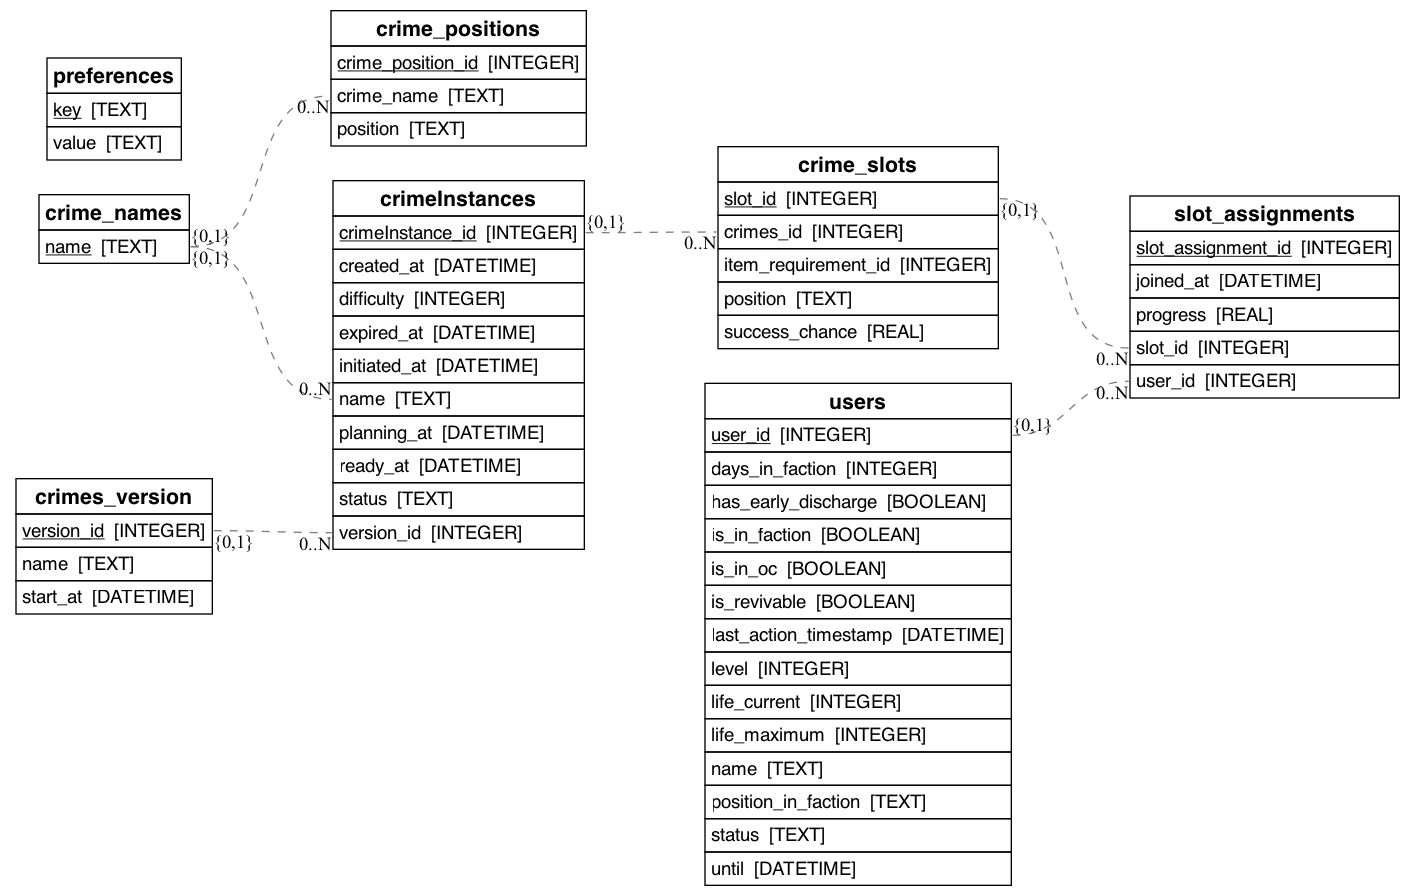 preferences
key [TEXT]
value [TEXT]
crime_names
name [TEXT]
{0,1}
{0,1}
crimes_version
version_id [INTEGER]
name [TEXT]
start_at [DATETIME]
{0,1}
crime_positions
crime_position_id [INTEGER]
crime_name [TEXT]
position [TEXT]
0..N
crimeInstances
crimeInstance_id [INTEGER]
created_at [DATETIME]
difficulty [INTEGER]
expired_at [DATETIME]
initiated_at [DATETIME]
name [TEXT]
planning_at [DATETIME]
ready_at [DATETIME]
status [TEXT]
version_id [INTEGER]
0..N
0..N
{0,1}
crime_slots
slot_id [INTEGER]
crimes_id [INTEGER]
item_requirement_id [INTEGER]
position [TEXT]
success_chance [REAL]
0..N
{0,1}
users
user_id [INTEGER]
days_in_faction [INTEGER]
has_early_discharge [BOOLEAN]
is_in_faction [BOOLEAN]
is_in_oc [BOOLEAN]
is_revivable [BOOLEAN]
last_action_timestamp [DATETIME]
level [INTEGER]
life_current [INTEGER]
life_maximum [INTEGER]
name [TEXT]
position_in_faction [TEXT]
status [TEXT]
until [DATETIME]
{0,1}
slot_assignments
slot_assignment_id [INTEGER]
joined_at [DATETIME]
progress [REAL]
slot_id [INTEGER]
user_id [INTEGER]
0..N
0..N